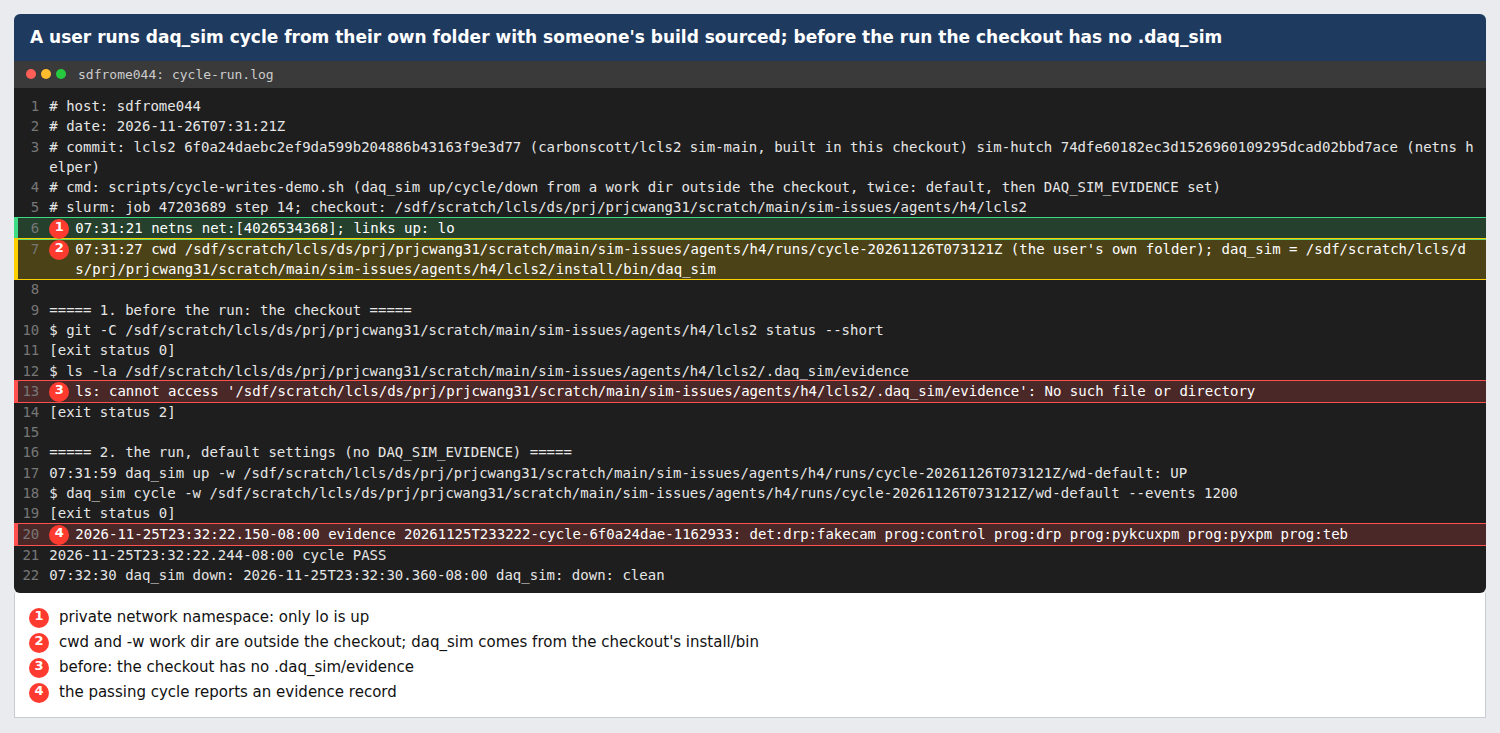 A user runs daq_sim cycle from their own folder with someone's build sourced; before the run the checkout has no .daq_sim
sdfrome044: cycle-run.log
1 # host: sdfrome044
2 # date: 2026-11-26T07:31:21Z
3 # commit: lcls2 6f0a24daebc2ef9da599b204886b43163f9e3d77 (carbonscott/lcls2 sim-main, built in this checkout) sim-hutch 74dfe60182ec3d1526960109295dcad02bbd7ace (netns h
elper)
4 # cmd: scripts/cycle-writes-demo.sh (daq_sim up/cycle/down from a work dir outside the checkout, twice: default, then DAQ_SIM_EVIDENCE set)
5 # slurm: job 47203689 step 14; checkout: /sdf/scratch/lcls/ds/prj/prjcwang31/scratch/main/sim-issues/agents/h4/lcls2
6 1 07:31:21 netns net:[4026534368]; links up: lo
7 2 07:31:27 cwd /sdf/scratch/lcls/ds/prj/prjcwang31/scratch/main/sim-issues/agents/h4/runs/cycle-20261126T073121Z (the user's own folder); daq_sim = /sdf/scratch/lcls/d
s/prj/prjcwang31/scratch/main/sim-issues/agents/h4/lcls2/install/bin/daq_sim
8
9 ===== 1. before the run: the checkout =====
10 $ git -C /sdf/scratch/lcls/ds/prj/prjcwang31/scratch/main/sim-issues/agents/h4/lcls2 status --short
11 [exit status 0]
12 $ ls -la /sdf/scratch/lcls/ds/prj/prjcwang31/scratch/main/sim-issues/agents/h4/lcls2/.daq_sim/evidence
13 3 ls: cannot access '/sdf/scratch/lcls/ds/prj/prjcwang31/scratch/main/sim-issues/agents/h4/lcls2/.daq_sim/evidence': No such file or directory
14 [exit status 2]
15
16 ===== 2. the run, default settings (no DAQ_SIM_EVIDENCE) =====
17 07:31:59 daq_sim up -w /sdf/scratch/lcls/ds/prj/prjcwang31/scratch/main/sim-issues/agents/h4/runs/cycle-20261126T073121Z/wd-default: UP
18 $ daq_sim cycle -w /sdf/scratch/lcls/ds/prj/prjcwang31/scratch/main/sim-issues/agents/h4/runs/cycle-20261126T073121Z/wd-default --events 1200
19 [exit status 0]
20 4 2026-11-25T23:32:22.150-08:00 evidence 20261125T233222-cycle-6f0a24dae-1162933: det:drp:fakecam prog:control prog:drp prog:pykcuxpm prog:pyxpm prog:teb
21 2026-11-25T23:32:22.244-08:00 cycle PASS
22 07:32:30 daq_sim down: 2026-11-25T23:32:30.360-08:00 daq_sim: down: clean
1 private network namespace: only lo is up
2 cwd and -w work dir are outside the checkout; daq_sim comes from the checkout's install/bin
3 before: the checkout has no .daq_sim/evidence
4 the passing cycle reports an evidence record